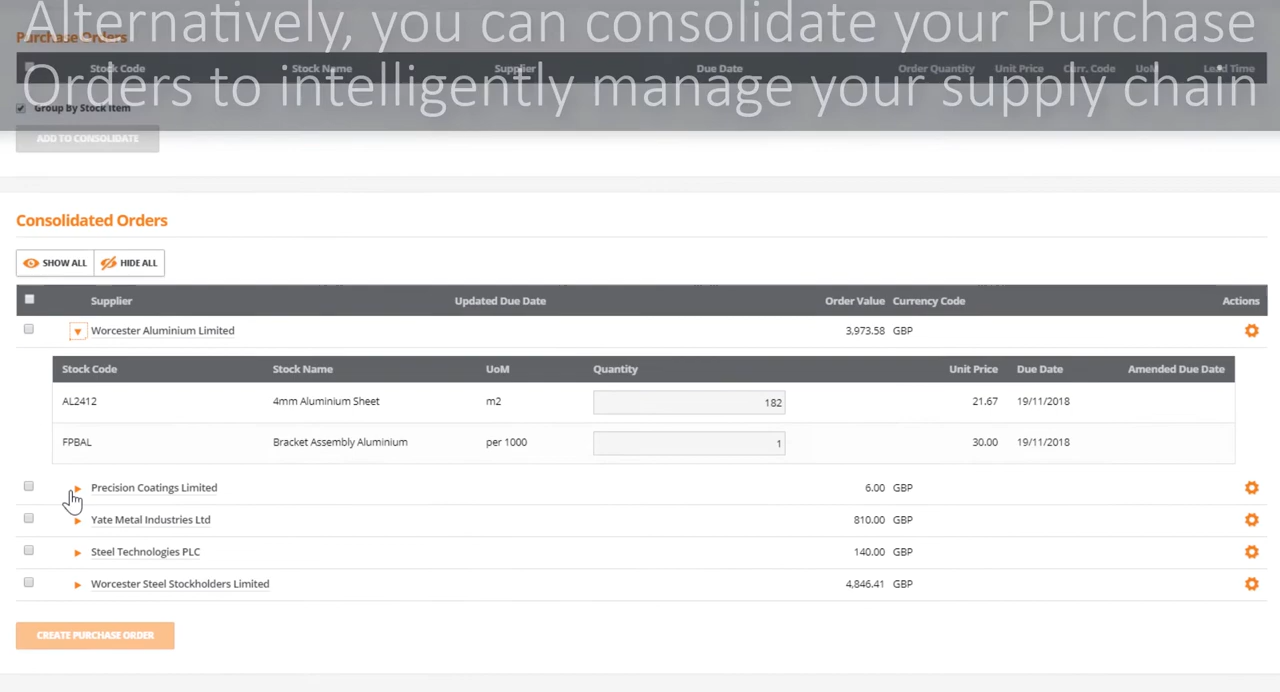 Alternatively, you can consolidate your Purchase
Orders to intelligently manage your supply chain
Purchase Orders
Stock Code Stock Name Supplier Due Date Order Quantity Unit Price Curr. Code UoM Lead Time
Group By Stock Item
ADD TO CONSOLIDATE
Consolidated Orders
SHOW ALL HIDE ALL
Supplier Updated Due Date Order Value Currency Code Actions
Worcester Aluminium Limited 3,973.58 GBP
Stock Code Stock Name UoM Quantity Unit Price Due Date Amended Due Date
AL2412 4mm Aluminium Sheet m2 182 21.67 19/11/2018
FPBAL Bracket Assembly Aluminium per 1000 1 30.00 19/11/2018
Precision Coatings Limited 6.00 GBP
Yate Metal Industries Ltd 810.00 GBP
Steel Technologies PLC 140.00 GBP
Worcester Steel Stockholders Limited 4,846.41 GBP
CREATE PURCHASE ORDER